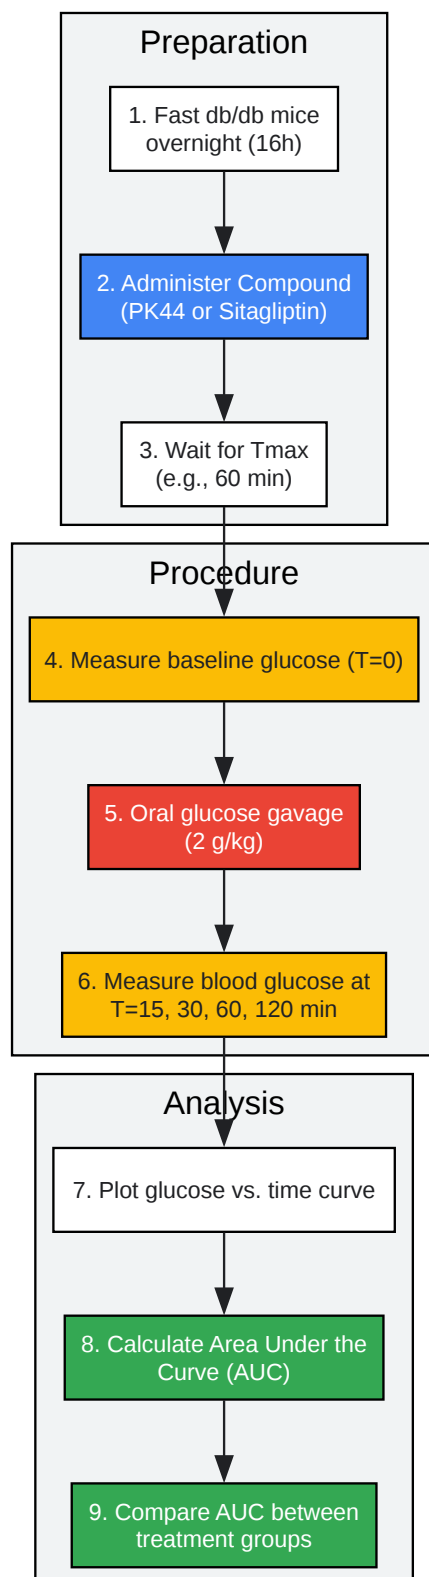 Preparation
1. Fast db/db mice
overnight (16h)
2. Administer Compound
(PK44 or Sitagliptin)
3. Wait for Tmax
(e.g., 60 min)
Procedure
4. Measure baseline glucose (T=0)
5. Oral glucose gavage
(2 g/kg)
6. Measure blood glucose at
T=15, 30, 60, 120 min
Analysis
7. Plot glucose vs. time curve
8. Calculate Area Under the
Curve (AUC)
9. Compare AUC between
treatment groups